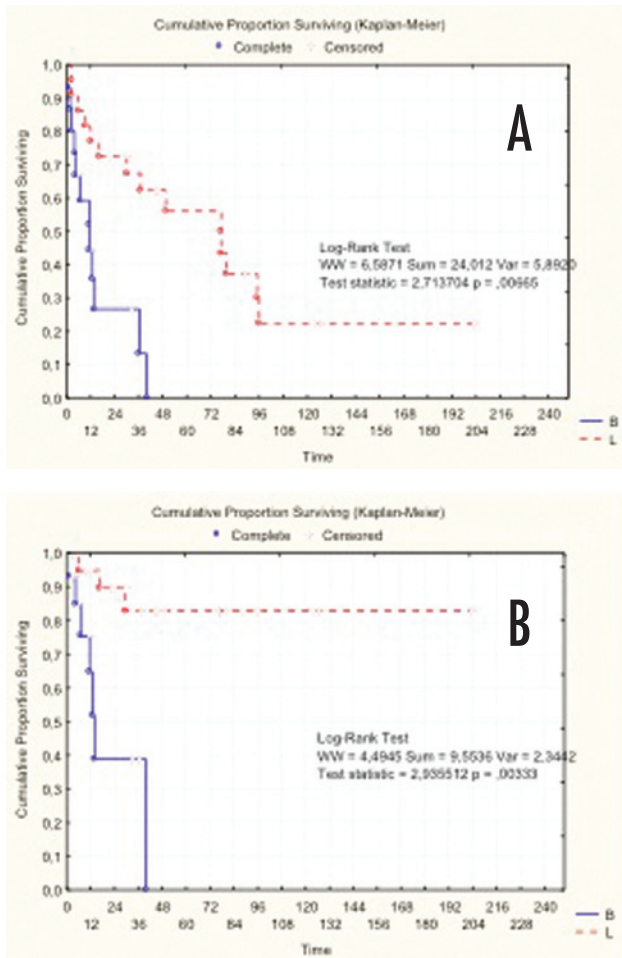 Cumulative Proportion Surviving (Kaplan-Meier)
Complete Censored
Cumulative Proportion Surviving
1,0
0,9
0,8
0,7
0,6
0,5
0,4
0,3
0,2
0,1
0,0
A
Log-Rank Test
WW = 6,5871 Sum = 24,012 Var = 5,8920
Test statistic = 2,713704 p = ,00665
0 24 48 72 96 120 144 168 192 216 240
12 36 60 84 108 132 156 180 204 228
Time
B
L
Cumulative Proportion Surviving (Kaplan-Meier)
Complete Censored
Cumulative Proportion Surviving
1,0
0,9
0,8
0,7
0,6
0,5
0,4
0,3
0,2
0,1
0,0
B
Log-Rank Test
WW = 4,4945 Sum = 9,5536 Var = 2,3442
Test statistic = 2,935512 p = ,00333
0 24 48 72 96 120 144 168 192 216 240
12 36 60 84 108 132 156 180 204 228
Time
B
L